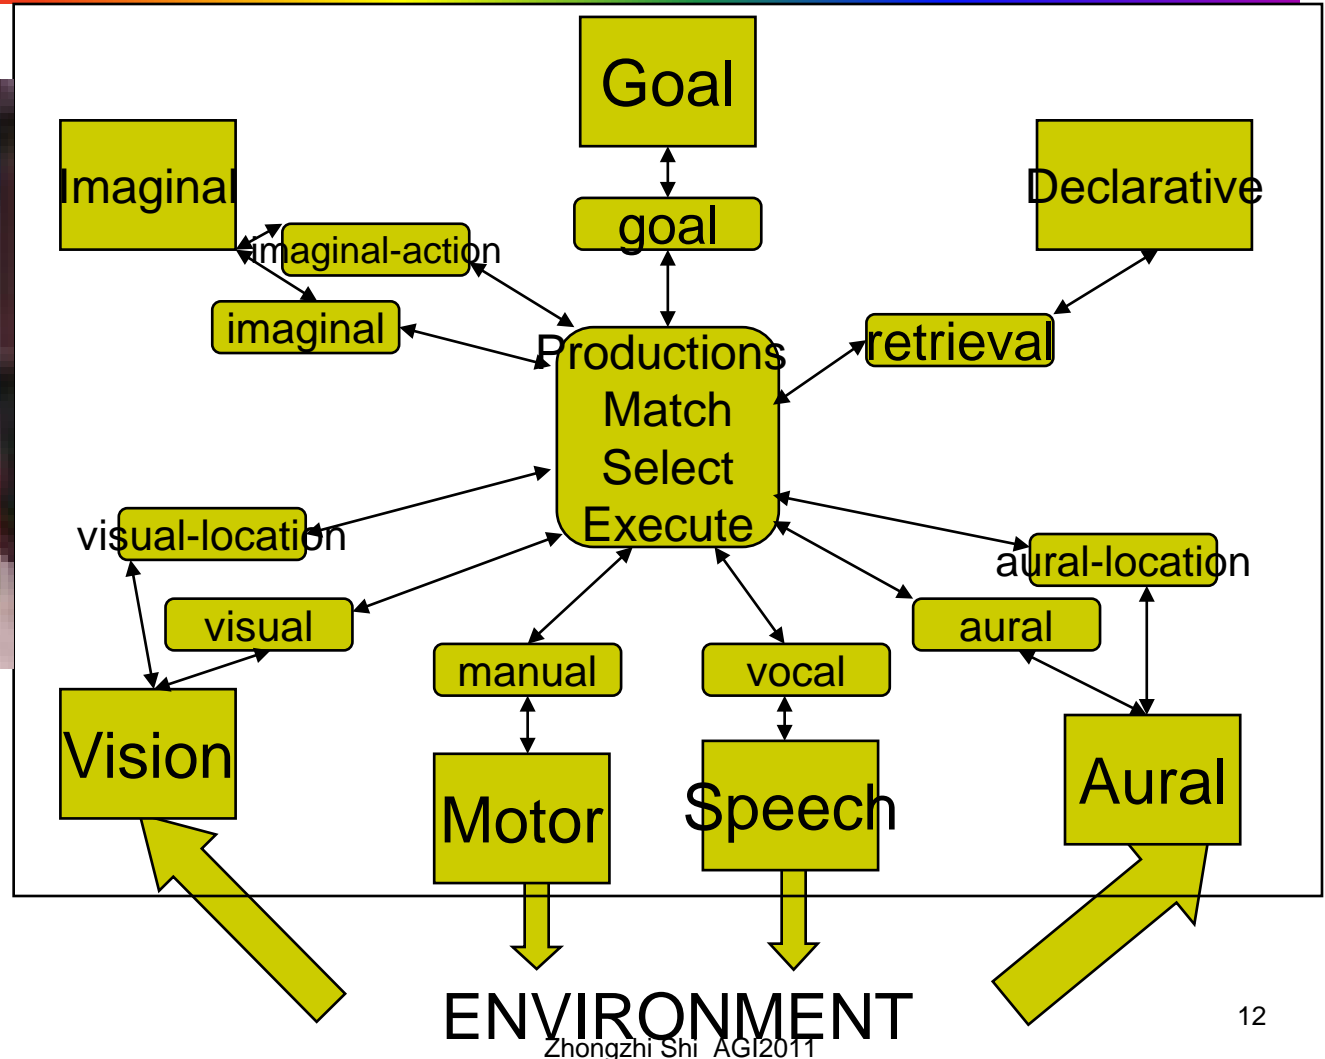 Goal
Imaginal
Declarative
goal
imaginal-action
imaginal
retrieval
Productions
Match
Select
Execute
visual-location
aural-location
visual
aural
manual
vocal
Vision
Motor
Speech
Aural
ENVIRONMENT
Zhongzhi Shi AGI2011
12